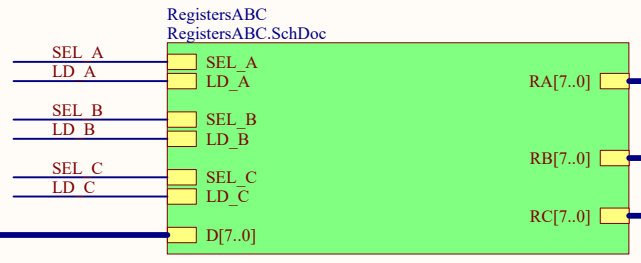 RegistersABC
RegistersABC.SchDoc
SEL_A
SEL_A
LD_A
LD_A
RA[7..0]
SEL_B
SEL_B
LD_B
LD_B
RB[7..0]
SEL_C
SEL_C
LD_C
LD_C
RC[7..0]
D[7..0]